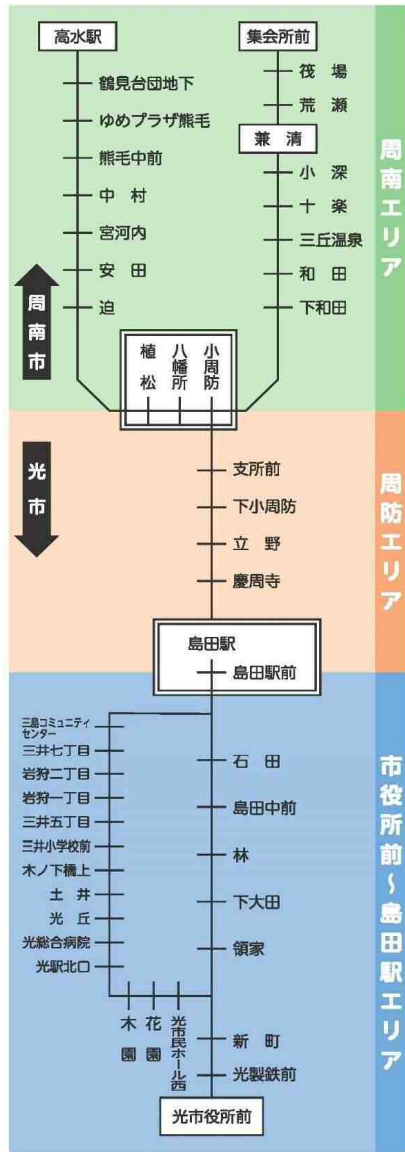 高水駅
鶴見台団地下
ゆめプラザ熊毛
熊毛中前
中村
宮河内
安田
迫
集会所前
筏場
荒瀬
兼清
小深
十楽
三丘温泉
和田
下和田
周南エリア
周南市
植松
八幡所
小周防
光市
支所前
下小周防
立野
慶周寺
周防エリア
島田駅
島田駅前
三島コミュニティ
センター
三井七丁目
岩狩二丁目
岩狩一丁目
三井五丁目
三井小学校前
木ノ下橋上
土井
光丘
光総合病院
光駅北口
木園
花園
光市民ホール西
石田
島田中前
林
下大田
領家
新町
光製鉄前
光市役所前
市役所前～島田駅エリア